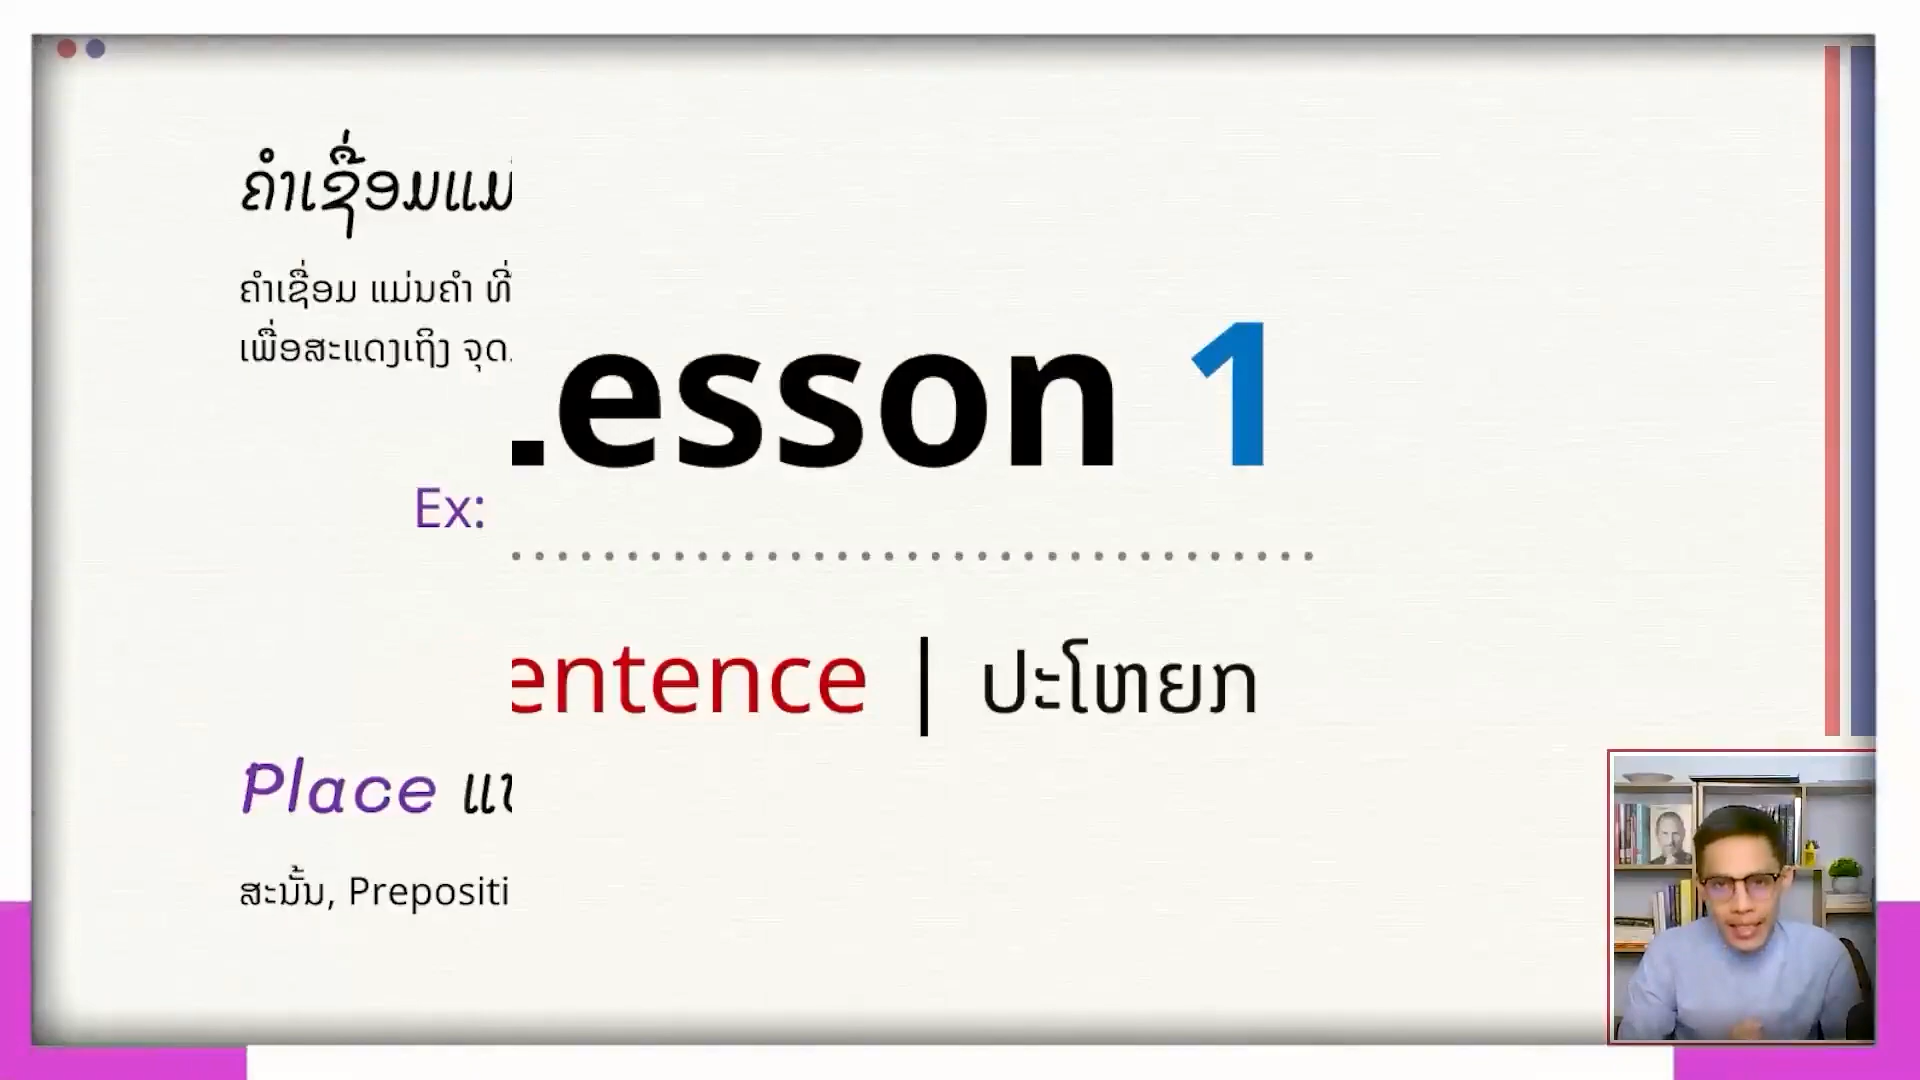 ຄຳເຊື່ອມແມ່
ຄຳເຊື່ອມ ແມ່ນຄຳ ທີ່
ເພື່ອສະແດງເຖິງ ຈຸດ
esson 1
Ex:
entence | ປະໂຫຍກ
Place
ສະນັ້ນ, Prepositi